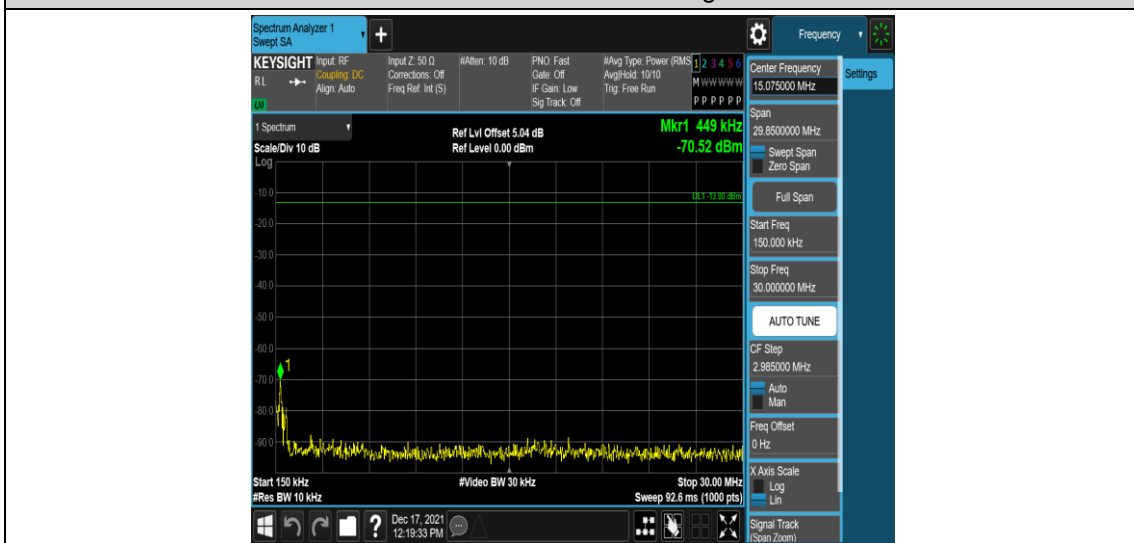 Spectrum Analyzer 1
Swept SA
+
Frequency
KEYSIGHT
RL
LXI
Input: RF
Coupling: DC
Align: Auto
Input Z: 50 Ω
Corrections: Off
Freq Ref: Int (S)
#Atten: 10 dB
PNO: Fast
Gate: Off
IF Gain: Low
Sig Track: Off
#Avg Type: Power (RMS
Avg|Hold: 10/10
Trig: Free Run
1 2 3 4 5 6
M W W W W W
P P P P P P
1 Spectrum
Scale/Div 10 dB
Log
Ref Lvl Offset 5.04 dB
Ref Level 0.00 dBm
Mkr1 449 kHz
-70.52 dBm
DL1 -13.00 dBm
-10.0
-20.0
-30.0
-40.0
-50.0
-60.0
1
-70.0
-80.0
-90.0
Start 150 kHz
#Res BW 10 kHz
#Video BW 30 kHz
Stop 30.00 MHz
Sweep 92.6 ms (1000 pts)
?
Dec 17, 2021
12:19:33 PM
Center Frequency
15.075000 MHz
Settings
Span
29.8500000 MHz
Swept Span
Zero Span
Full Span
Start Freq
150.000 kHz
Stop Freq
30.000000 MHz
AUTO TUNE
CF Step
2.985000 MHz
Auto
Man
Freq Offset
0 Hz
X Axis Scale
Log
Lin
Signal Track
(Span Zoom)